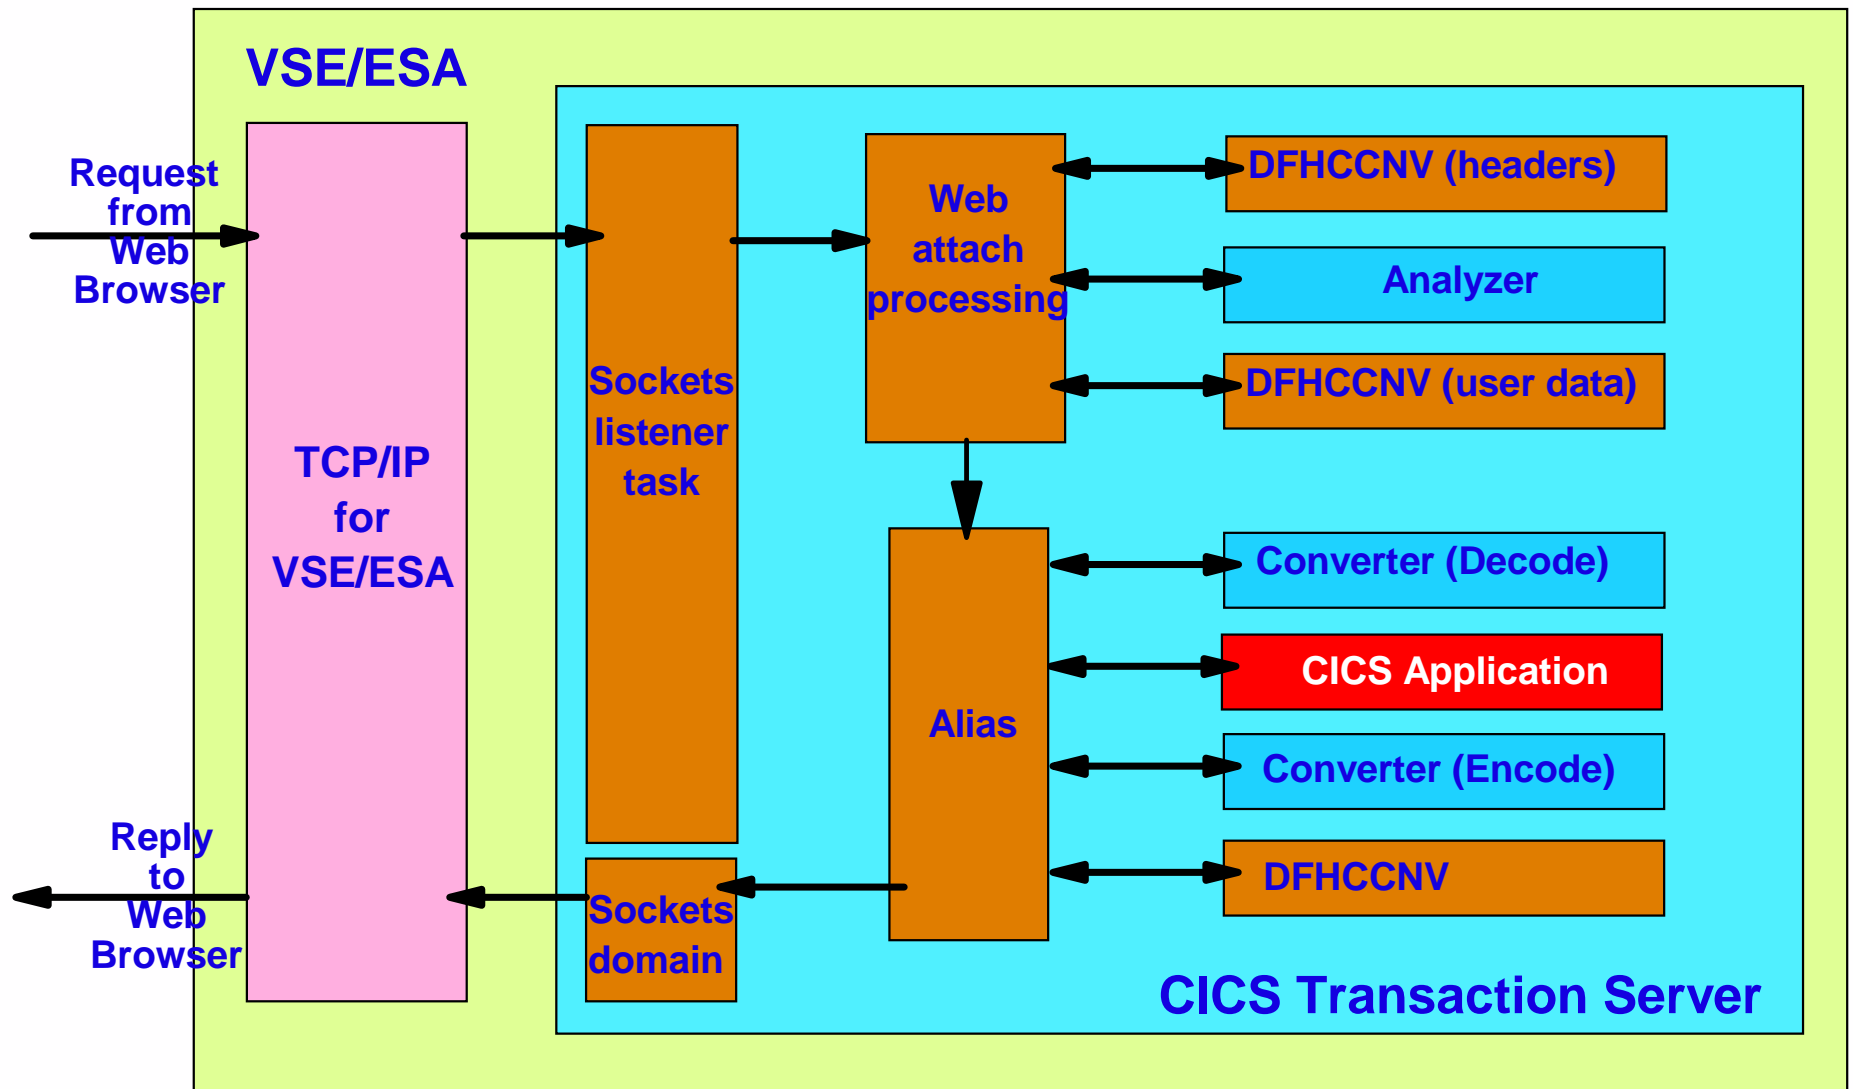 VSE/ESA
Request
from
Web
Browser
TCP/IP
for
VSE/ESA
Reply
to
Web
Browser
Sockets
listener
task
Sockets
domain
Web
attach
processing
Alias
DFHCCNV (headers)
Analyzer
DFHCCNV (user data)
Converter (Decode)
CICS Application
Converter (Encode)
DFHCCNV
CICS Transaction Server